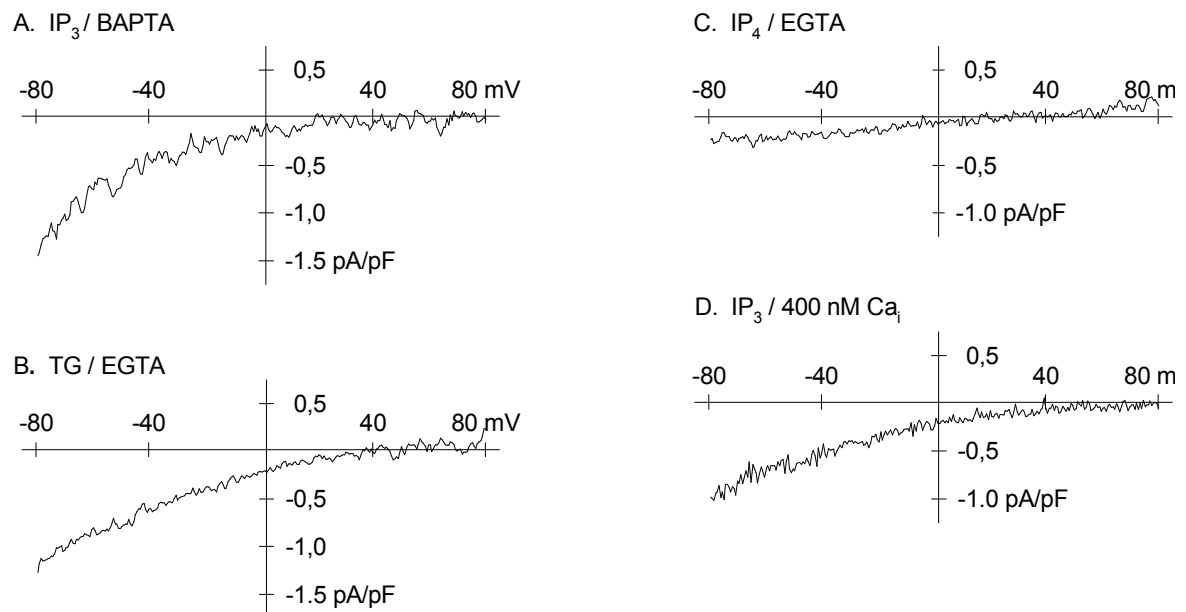 A. IP₃ / BAPTA
0,5
-80 -40 40 80 mV
-0,5
-1,0
-1.5 pA/pF
B. TG / EGTA
0,5
-80 -40 40 80 mV
-0,5
-1,0
-1.5 pA/pF
C. IP₄ / EGTA
0,5
-80 -40 40 80 m
-0,5
-1.0 pA/pF
D. IP₃ / 400 nM Caᵢ
0,5
-80 -40 40 80 m
-0,5
-1.0 pA/pF